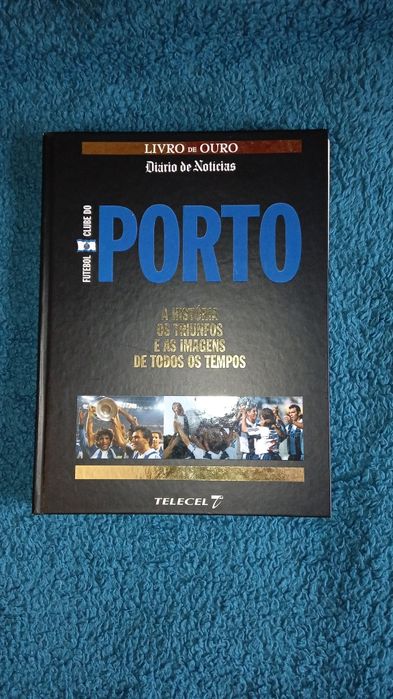 LIVRO DE OURO
Diário de Notícias
FUTEBOL CLUBE DO
PORTO
A HISTÓRIA
OS TRIUNFOS
E AS IMAGENS
DE TODOS OS TEMPOS
TELECEL